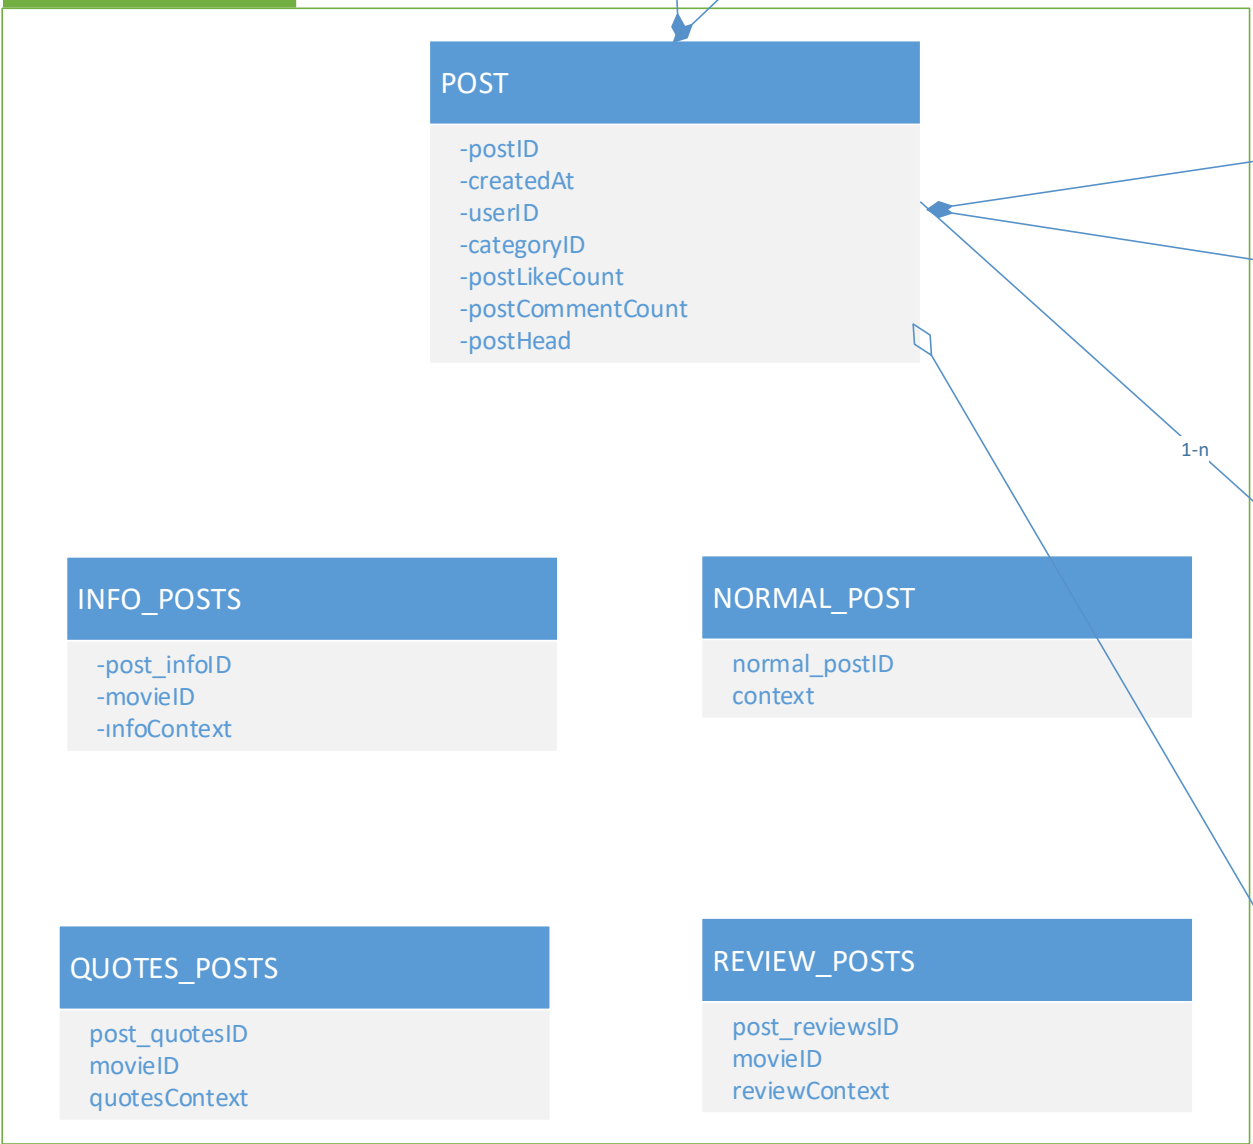 POST
-postID
-createdAt
-userID
-categoryID
-postLikeCount
-postCommentCount
-postHead
1-n
INFO_POSTS
-post_infoID
-movieID
-ınfoContext
NORMAL_POST
normal_postID
context
QUOTES_POSTS
post_quotesID
movieID
quotesContext
REVIEW_POSTS
post_reviewsID
movieID
reviewContext